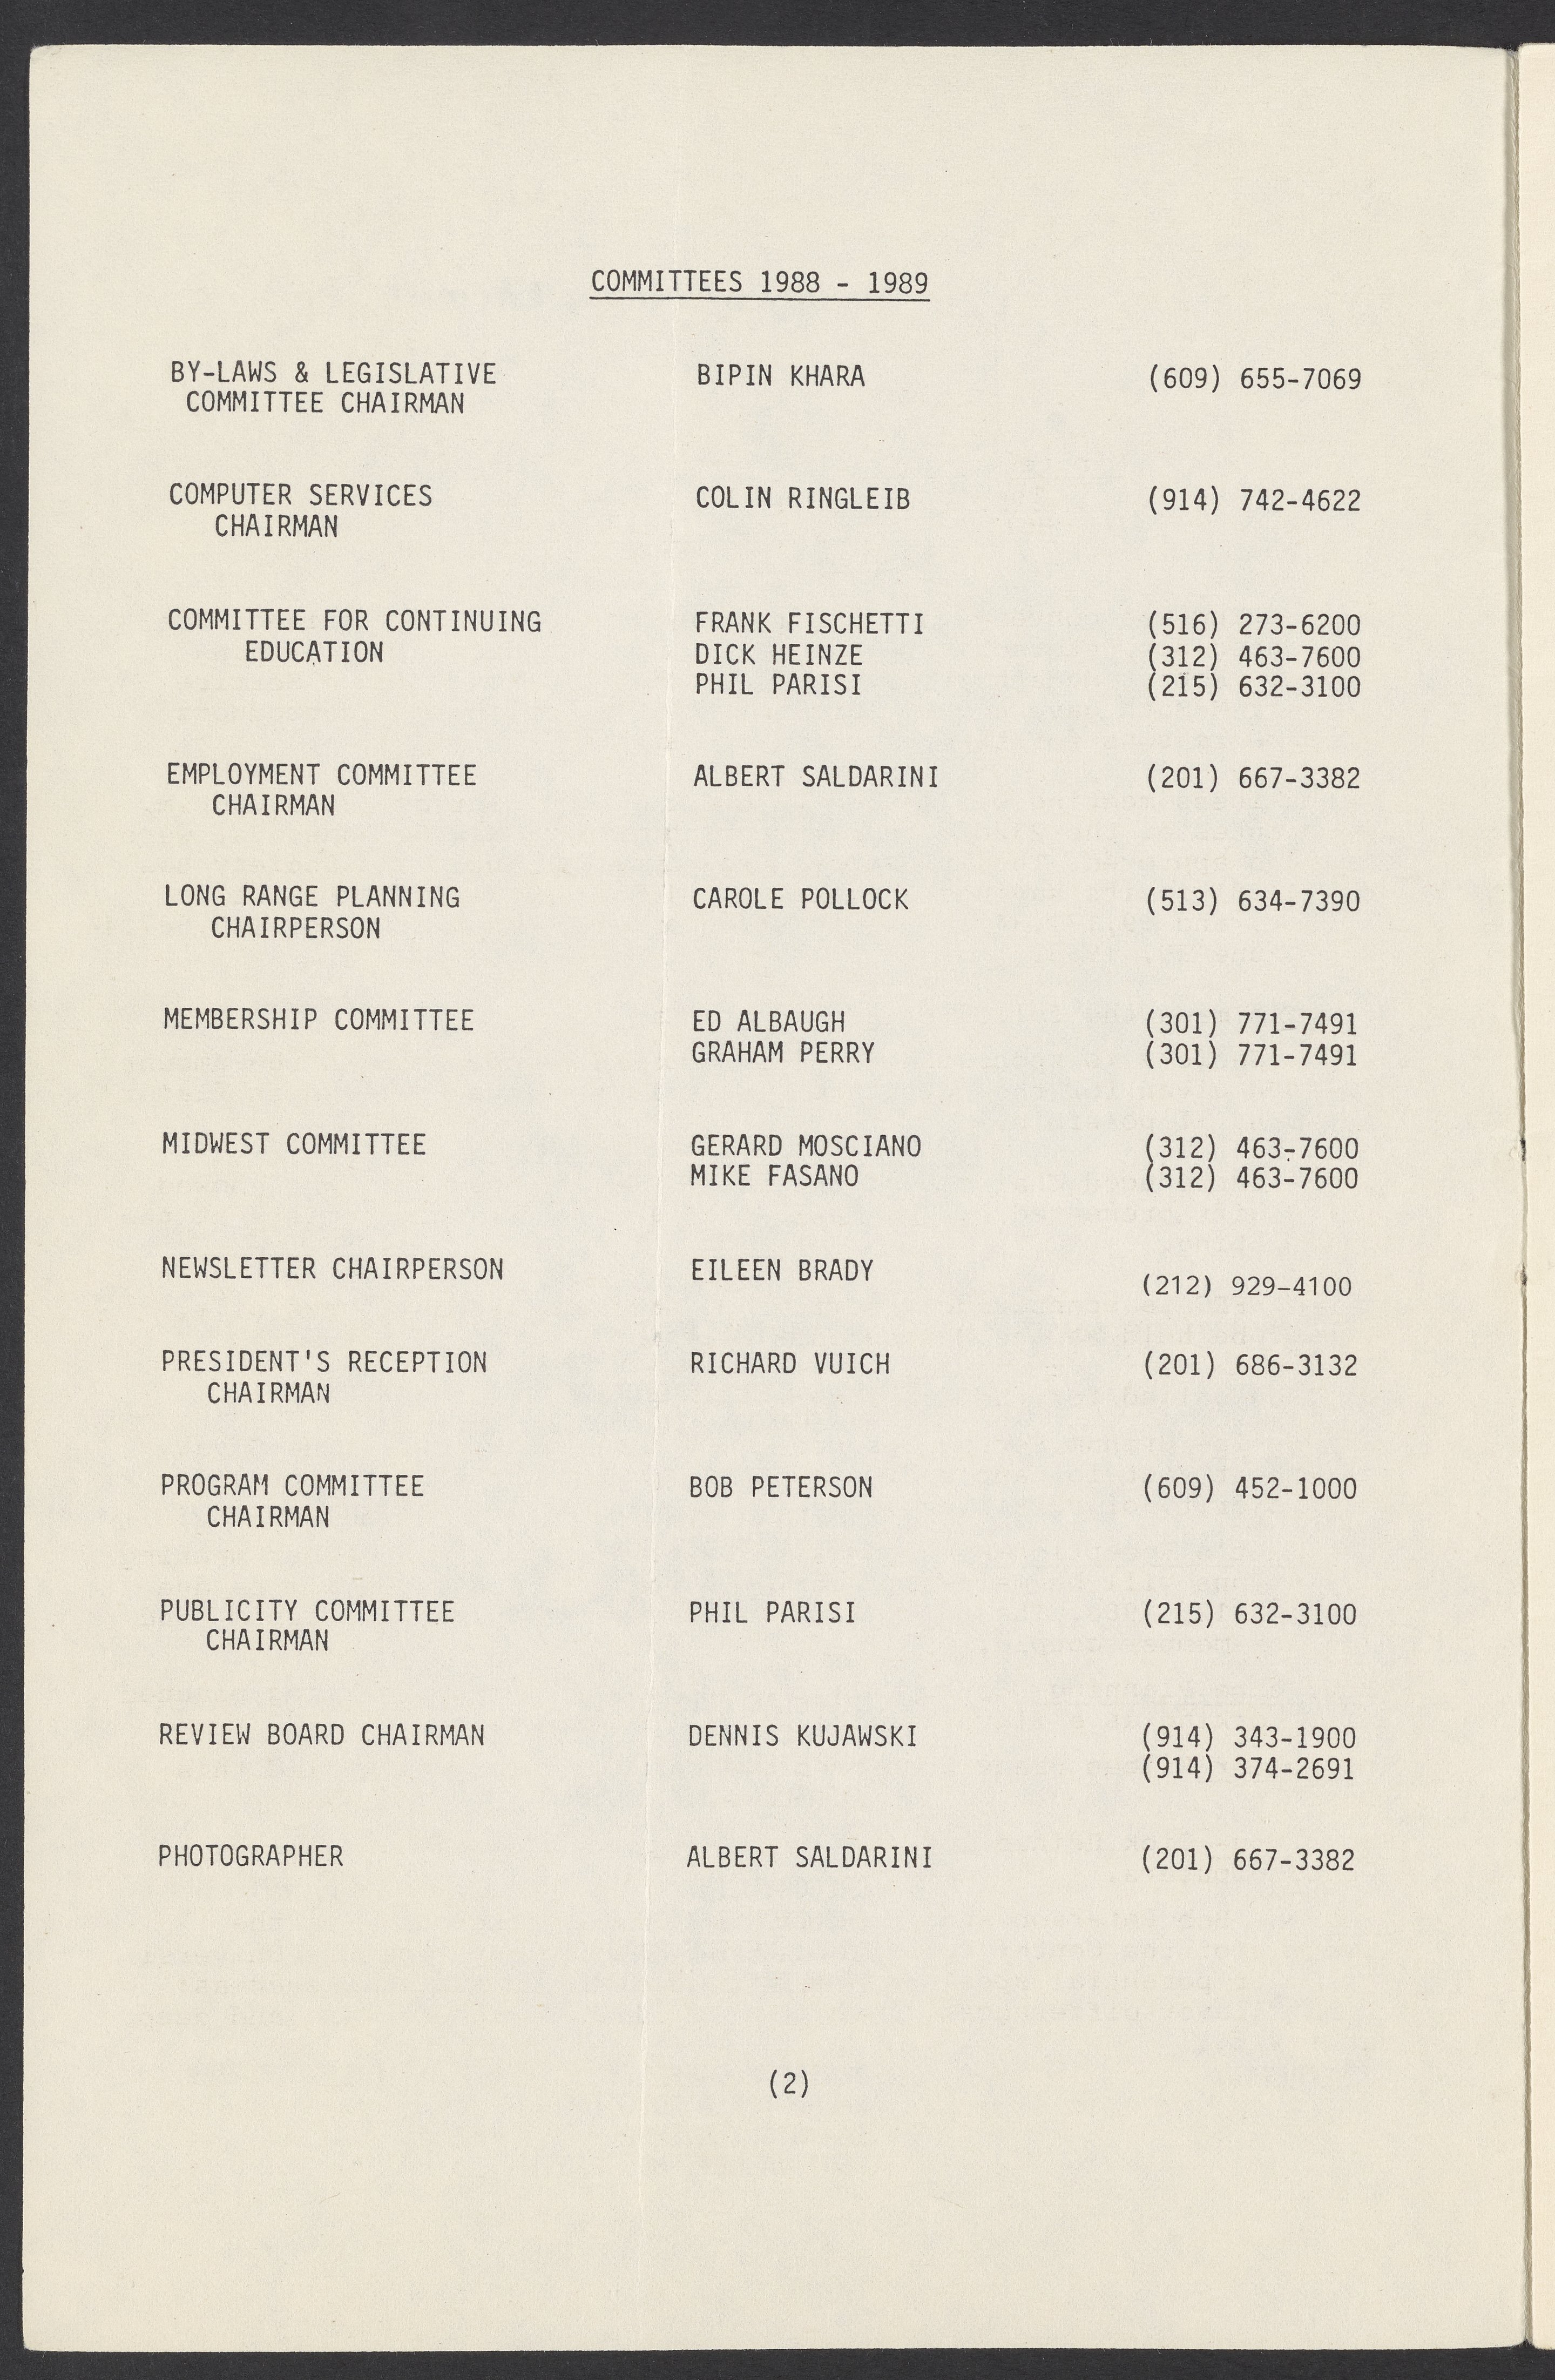 COMMITTEES 1988 - 1989
BY-LAWS & LEGISLATIVE BIPIN KHARA (609) 655-7069
COMMITTEE CHAIRMAN
COMPUTER SERVICES COLIN RINGLEIB (914) 742-4622
CHAIRMAN
COMMITTEE FOR CONTINUING FRANK FISCHETTI (516) 273-6200
EDUCATION DICK HEINZE (312) 463-7600
PHIL PARISI (215) 632-3100
EMPLOYMENT COMMITTEE ALBERT SALDARINI (201) 667-3382
CHAIRMAN
LONG RANGE PLANNING CAROLE POLLOCK (513) 634-7390
CHAIRPERSON
MEMBERSHIP COMMITTEE ED ALBAUGH (301) 771-7491
GRAHAM PERRY (301) 771-7491
MIDWEST COMMITTEE GERARD MOSCIANO (312) 463-7600
MIKE FASANO (312) 463-7600
NEWSLETTER CHAIRPERSON EILEEN BRADY (212) 929-4100
PRESIDENT'S RECEPTION RICHARD VUICH (201) 686-3132
CHAIRMAN
PROGRAM COMMITTEE BOB PETERSON (609) 452-1000
CHAIRMAN
PUBLICITY COMMITTEE PHIL PARISI (215) 632-3100
CHAIRMAN
REVIEW BOARD CHAIRMAN DENNIS KUJAWSKI (914) 343-1900
(914) 374-2691
PHOTOGRAPHER ALBERT SALDARINI (201) 667-3382
(2)